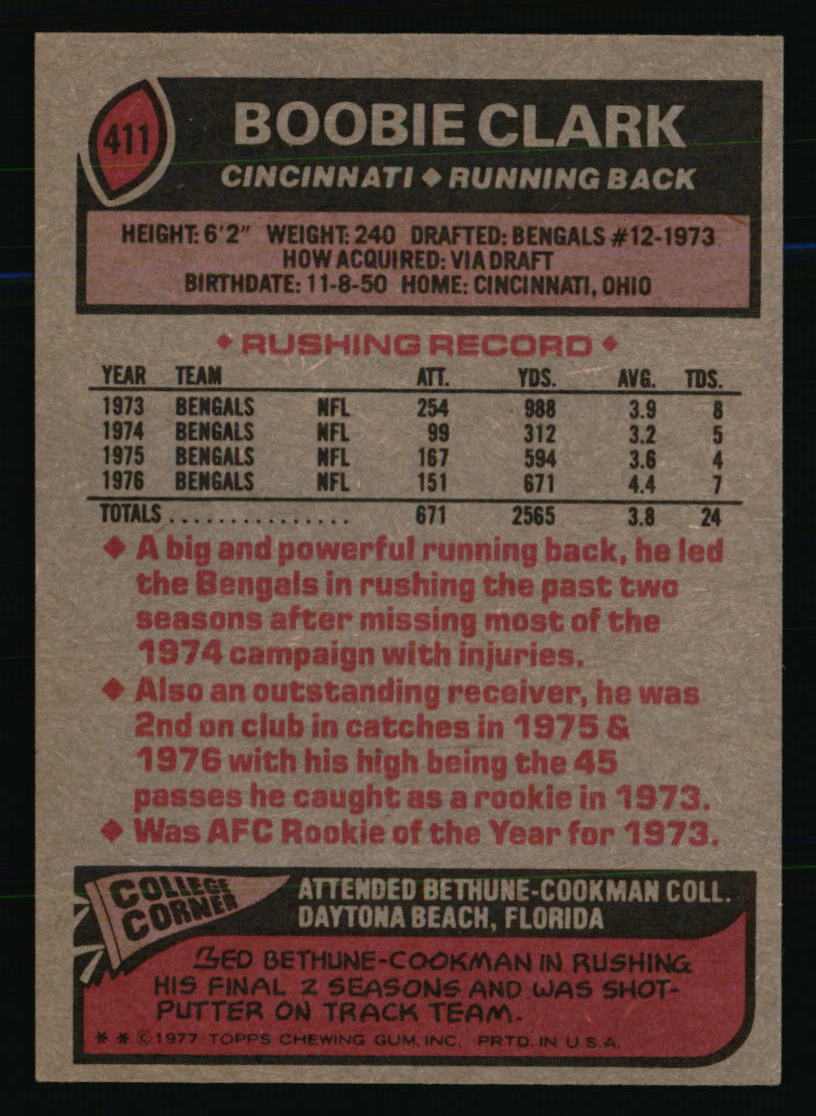 411
BOOBIE CLARK
CINCINNATI ◆ RUNNING BACK
HEIGHT: 6'2" WEIGHT: 240 DRAFTED: BENGALS #12-1973
HOW ACQUIRED: VIA DRAFT
BIRTHDATE: 11-8-50 HOME: CINCINNATI, OHIO
◆ RUSHING RECORD ◆
YEAR TEAM ATT. YDS. AVG. TDS.
1973 BENGALS NFL 254 988 3.9 8
1974 BENGALS NFL 99 312 3.2 5
1975 BENGALS NFL 167 594 3.6 4
1976 BENGALS NFL 151 671 4.4 7
TOTALS . . . . . . . . . . . . . . . 671 2565 3.8 24
◆ A big and powerful running back, he led
the Bengals in rushing the past two
seasons after missing most of the
1974 campaign with injuries.
◆ Also an outstanding receiver, he was
2nd on club in catches in 1975 &
1976 with his high being the 45
passes he caught as a rookie in 1973.
◆ Was AFC Rookie of the Year for 1973.
COLLEGE
CORNER
ATTENDED BETHUNE-COOKMAN COLL.
DAYTONA BEACH, FLORIDA
LED BETHUNE-COOKMAN IN RUSHING
HIS FINAL 2 SEASONS AND WAS SHOT-
PUTTER ON TRACK TEAM.
* * © 1977 TOPPS CHEWING GUM, INC. PRTD. IN U.S.A.